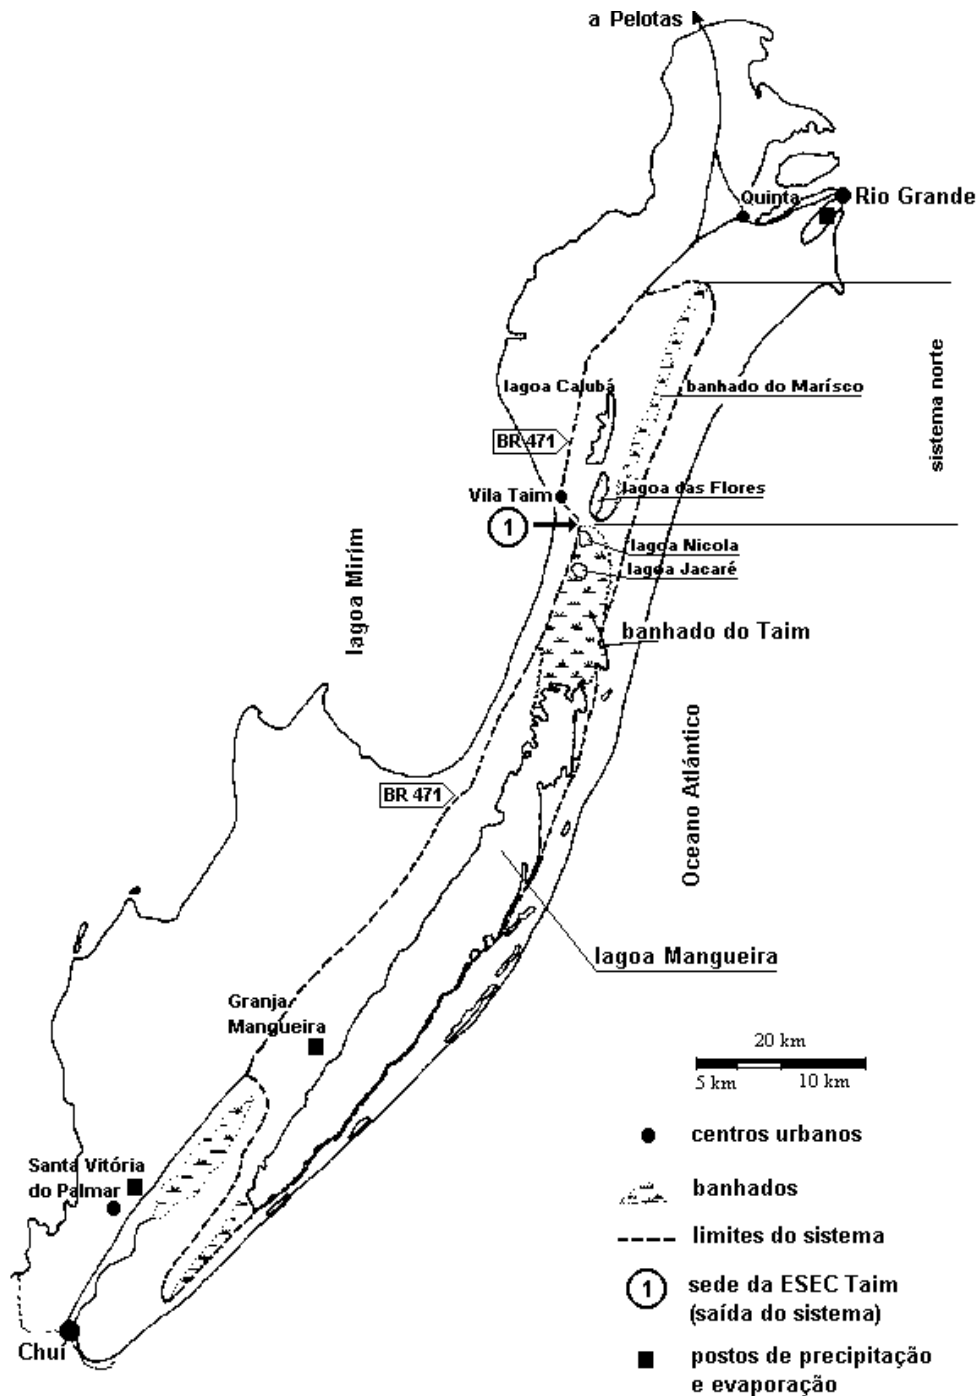 a Pelotas
Quinta
Rio Grande
lagoa Caiubá
banhado do Marísco
sistema norte
BR 471
Vila Taim
lagoa das Flores
1
lagoa Nicola
lagoa Jacaré
lagoa Mirím
banhado do Taim
Oceano Atlántico
BR 471
lagoa Mangueira
Granja
Mangueira
20 km
5 km
10 km
centros urbanos
Santa Vitória
do Palmar
banhados
limites do sistema
1
sede da ESEC Taim
(saída do sistema)
Chuí
postos de precipitação
e evaporação